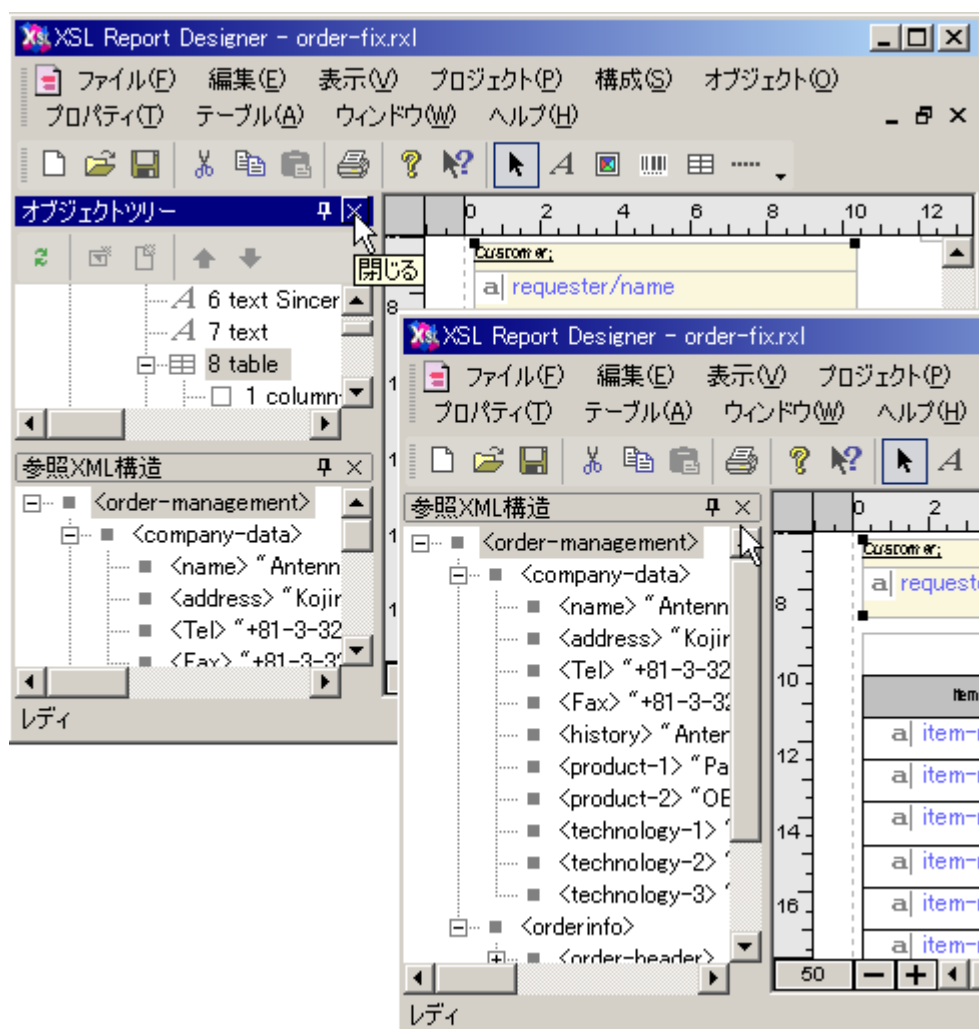 XSL Report Designer - order-fix.rxl
ファイル(F) 編集(E) 表示(V) プロジェクト(P) 構成(S) オブジェクト(O)
プロパティ(T) テーブル(A) ウィンドウ(W) ヘルプ(H)
オブジェクトツリー
閉じる
6 text Sincer
7 text
8 table
1 column
参照XML構造
<order-management>
<company-data>
<name> "Antenn
<address> "Kojin
<Tel> "+81-3-32
<Fax> "+81-3-32
レディ
0 2 4 6 8 10 12
Customer;
a| requester/name
8
XSL Report Designer - order-fix.rxl
ファイル(F) 編集(E) 表示(V) プロジェクト(P)
プロパティ(T) テーブル(A) ウィンドウ(W) ヘルプ(H)
参照XML構造
<order-management>
<company-data>
<name> "Antenn
<address> "Kojin
<Tel> "+81-3-32
<Fax> "+81-3-32
<history> "Anter
<product-1> "Pa
<product-2> "OE
<technology-1> "
<technology-2> "
<technology-3> "
<orderinfo>
<order-header>
レディ
0 2
Customer;
a| request
8
10
Item
a| item-
12
a| item-
a| item-
14
a| item-
16
a| item-
a| item-
50